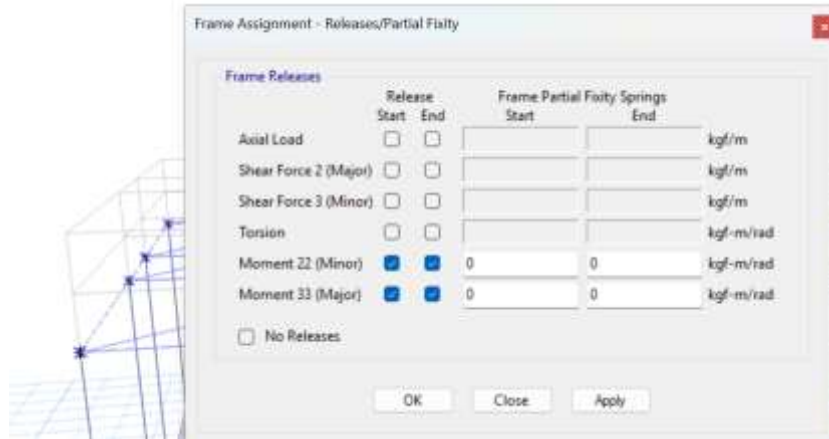 Frame Assignment - Releases/Partial Fixity
Frame Releases
Release Frame Partial Fixity Springs
Start End Start End
Axial Load kgf/m
Shear Force 2 (Major) kgf/m
Shear Force 3 (Minor) kgf/m
Torsion kgf-m/rad
Moment 22 (Minor) 0 0 kgf-m/rad
Moment 33 (Major) 0 0 kgf-m/rad
No Releases
OK Close Apply